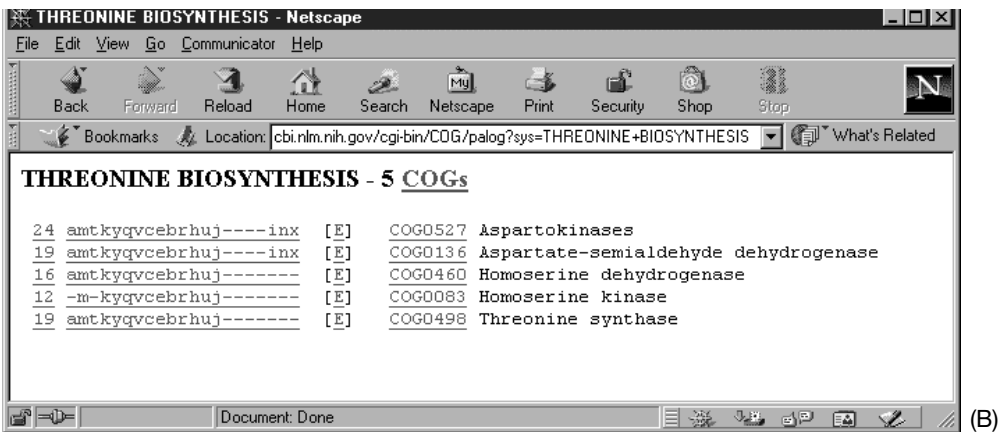 THREONINE BIOSYNTHESIS - Netscape
File Edit View Go Communicator Help
Back Forward Reload Home Search Netscape Print Security Shop Stop
My
N
Bookmarks Location: cbi.nlm.nih.gov/cgi-bin/COG/palog?sys=THREONINE+BIOSYNTHESIS What's Related
THREONINE BIOSYNTHESIS - 5 COGs
24 amtkyqvcebrhuj----inx [E] COG0527 Aspartokinases
19 amtkyqvcebrhuj----inx [E] COG0136 Aspartate-semialdehyde dehydrogenase
16 amtkyqvcebrhuj------- [E] COG0460 Homoserine dehydrogenase
12 -m-kyqvcebrhuj------- [E] COG0083 Homoserine kinase
19 amtkyqvcebrhuj------- [E] COG0498 Threonine synthase
Document: Done
(B)